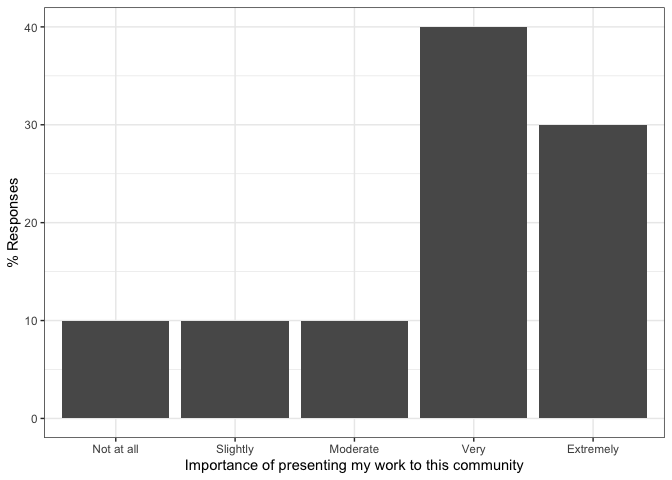 % Responses
40
30
20
10
0
Not at all Slightly Moderate Very Extremely
Importance of presenting my work to this community